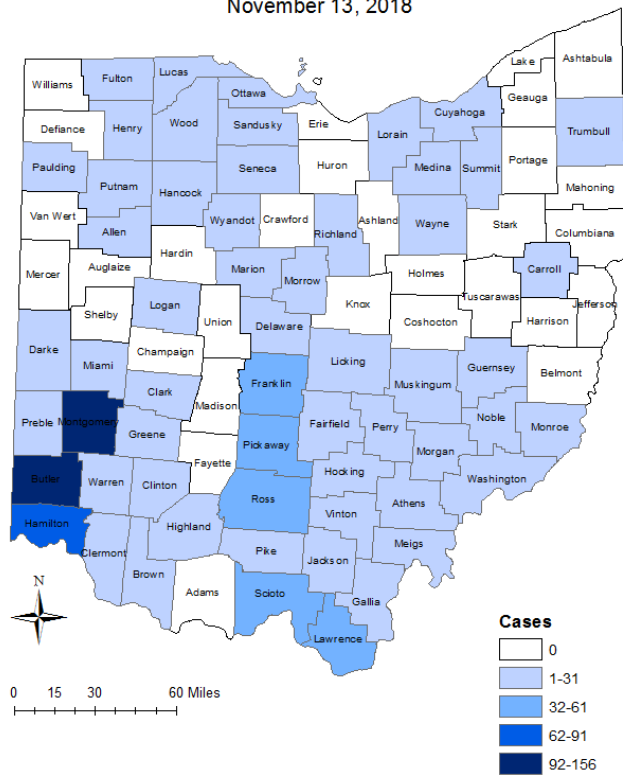 November 13, 2018
Williams
Fulton
Lucas
Ottawa
Lake
Ashtabula
Geauga
Cuyahoga
Defiance
Henry
Wood
Sandusky
Erie
Lorain
Trumbull
Paulding
Putnam
Hancock
Seneca
Huron
Medina
Summit
Portage
Mahoning
Van Wert
Allen
Wyandot
Crawford
Richland
Ashland
Wayne
Stark
Columbiana
Mercer
Auglaize
Hardin
Marion
Morrow
Holmes
Carroll
Tuscarawas
Jefferson
Shelby
Logan
Union
Delaware
Knox
Coshocton
Harrison
Darke
Miami
Champaign
Licking
Muskingum
Guernsey
Belmont
Clark
Madison
Franklin
Preble
Montgomery
Greene
Pickaway
Fairfield
Perry
Noble
Monroe
Morgan
Fayette
Butler
Warren
Clinton
Ross
Hocking
Athens
Washington
Hamilton
Highland
Vinton
Meigs
Clermont
Brown
Pike
Jackson
Adams
Scioto
Gallia
Lawrence
N
0 15 30 60 Miles
Cases
0
1-31
32-61
62-91
92-156